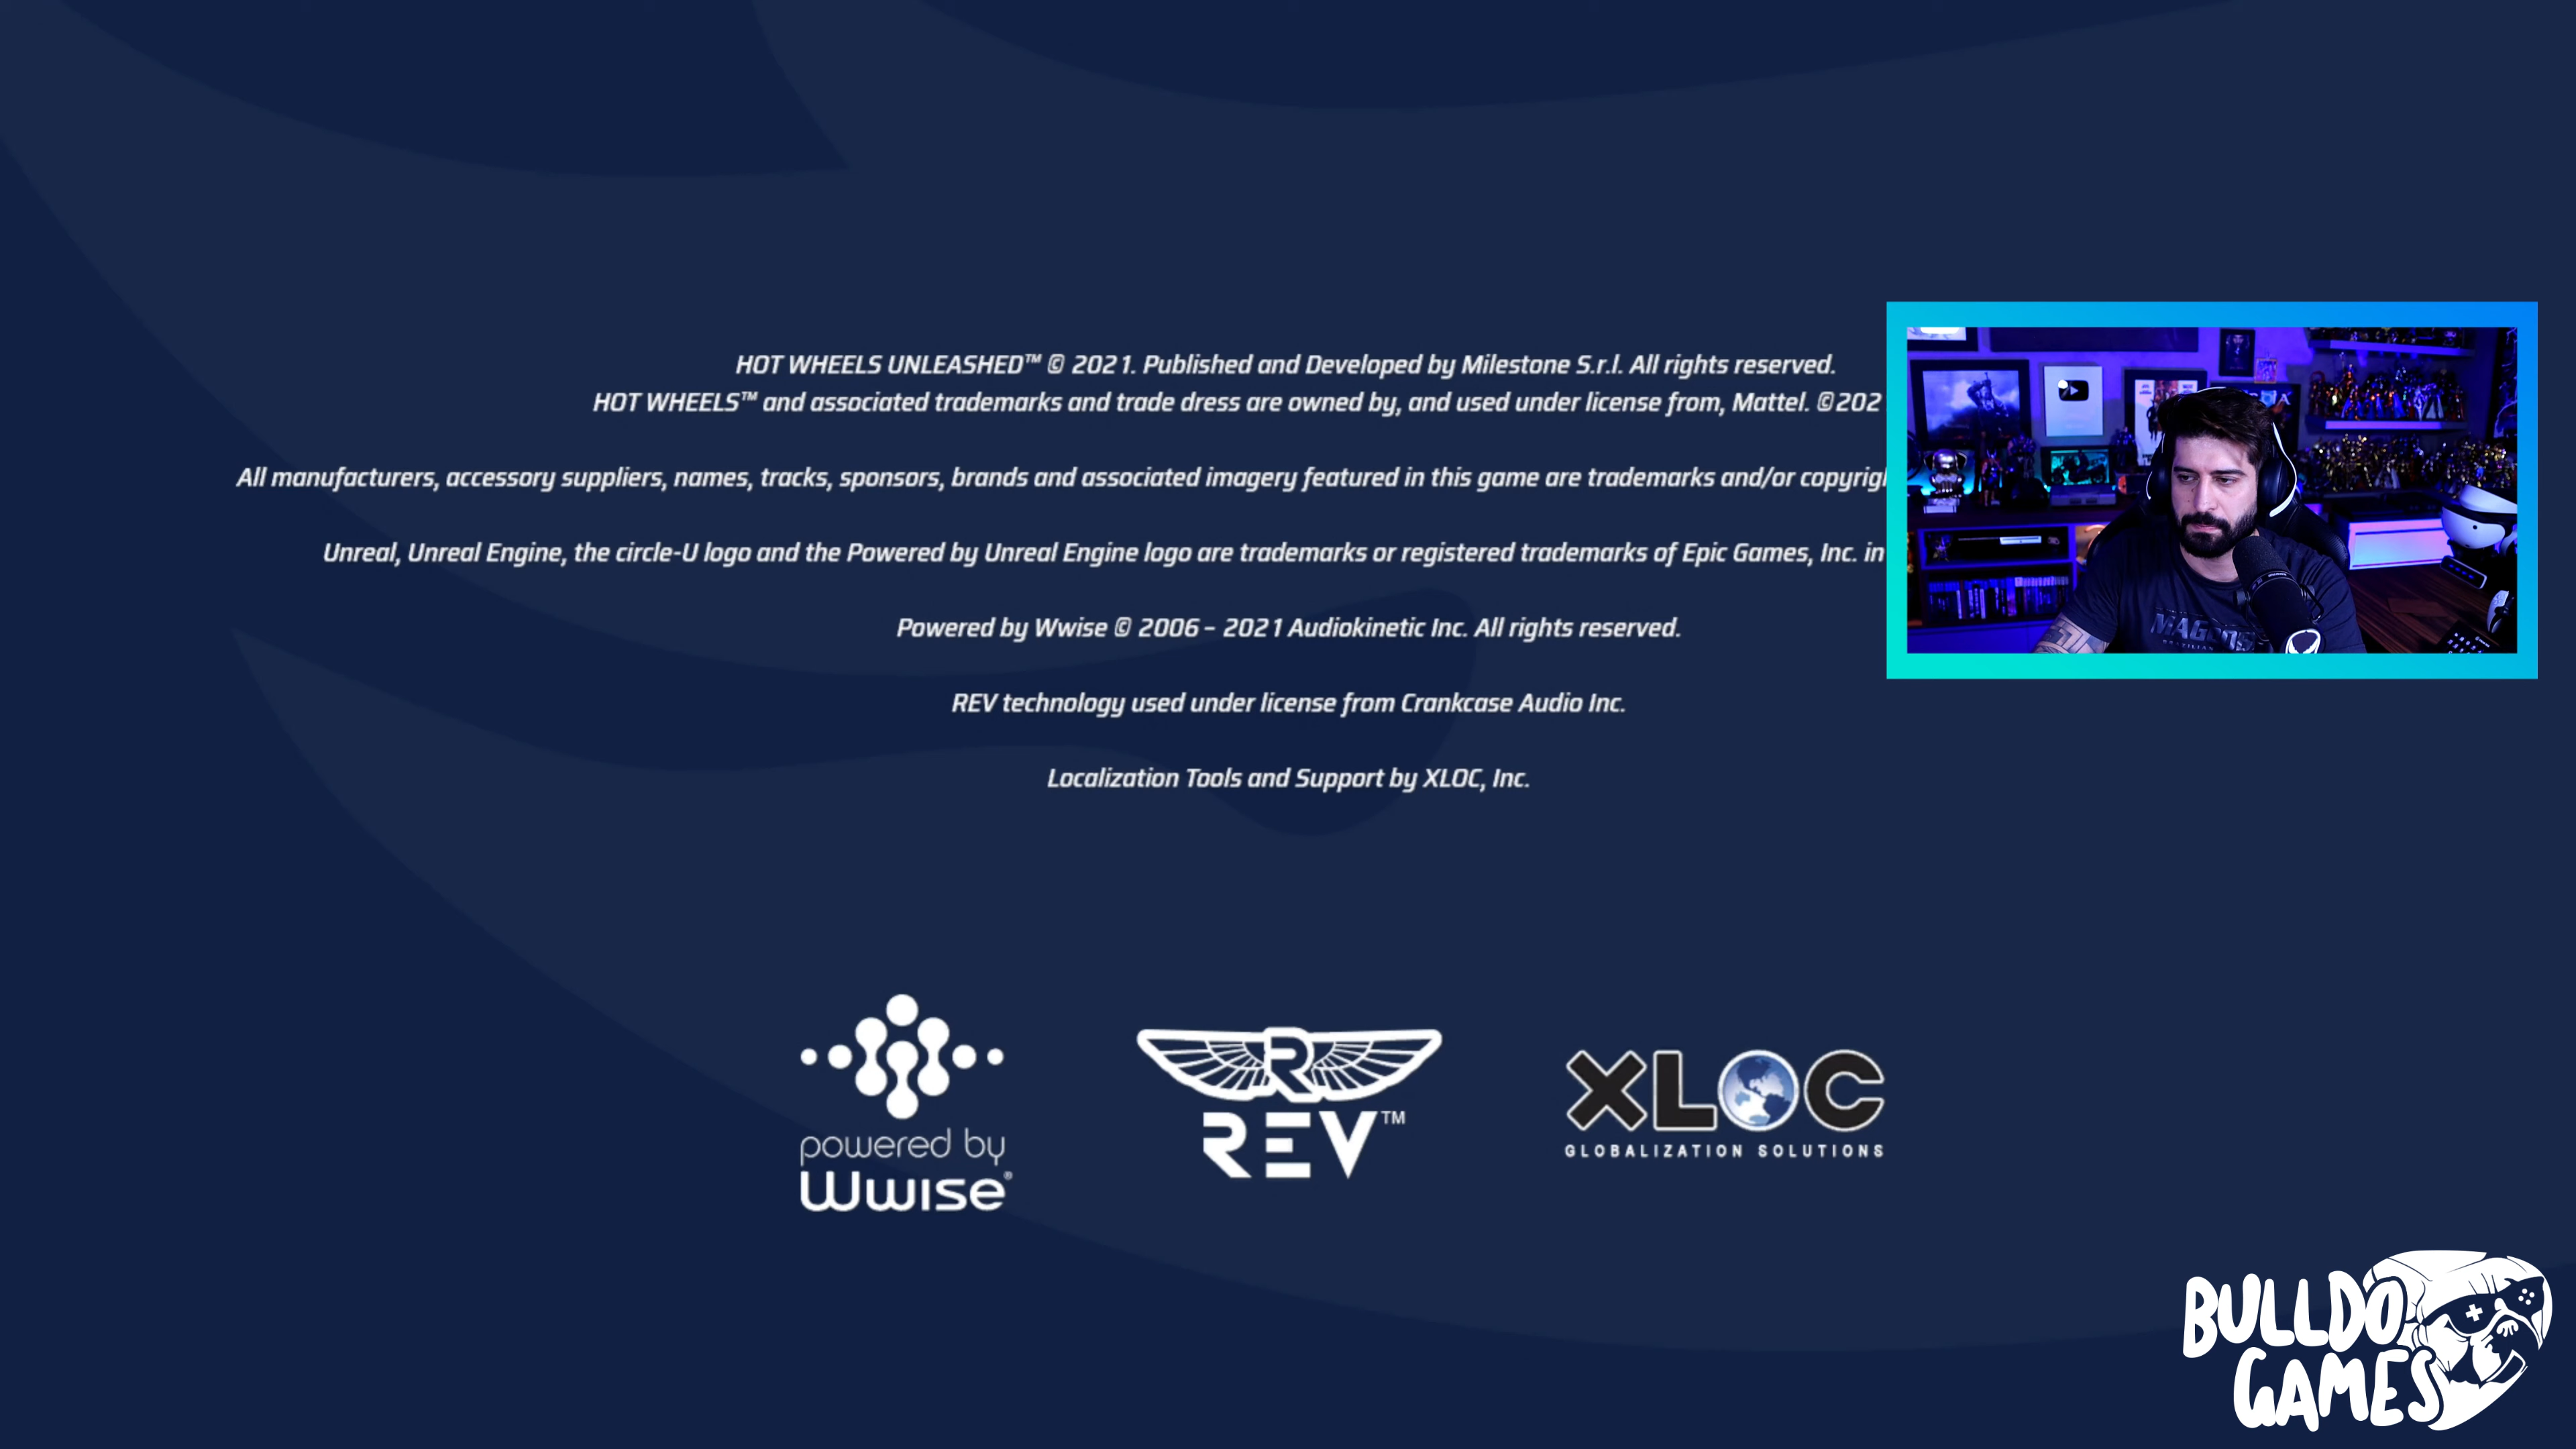 HOT WHEELS UNLEASHED™ © 2021. Published and Developed by Milestone S.r.l. All rights reserved.
HOT WHEELS™ and associated trademarks and trade dress are owned by, and used under license from, Mattel. ©202
All manufacturers, accessory suppliers, names, tracks, sponsors, brands and associated imagery featured in this game are trademarks and/or copyrig
Unreal, Unreal Engine, the circle-U logo and the Powered by Unreal Engine logo are trademarks or registered trademarks of Epic Games, Inc. in
Powered by Wwise © 2006 – 2021 Audiokinetic Inc. All rights reserved.
REV technology used under license from Crankcase Audio Inc.
Localization Tools and Support by XLOC, Inc.
powered by
Wwise®
R
REV™
XLOC
GLOBALIZATION SOLUTIONS
BULLDO
GAMES